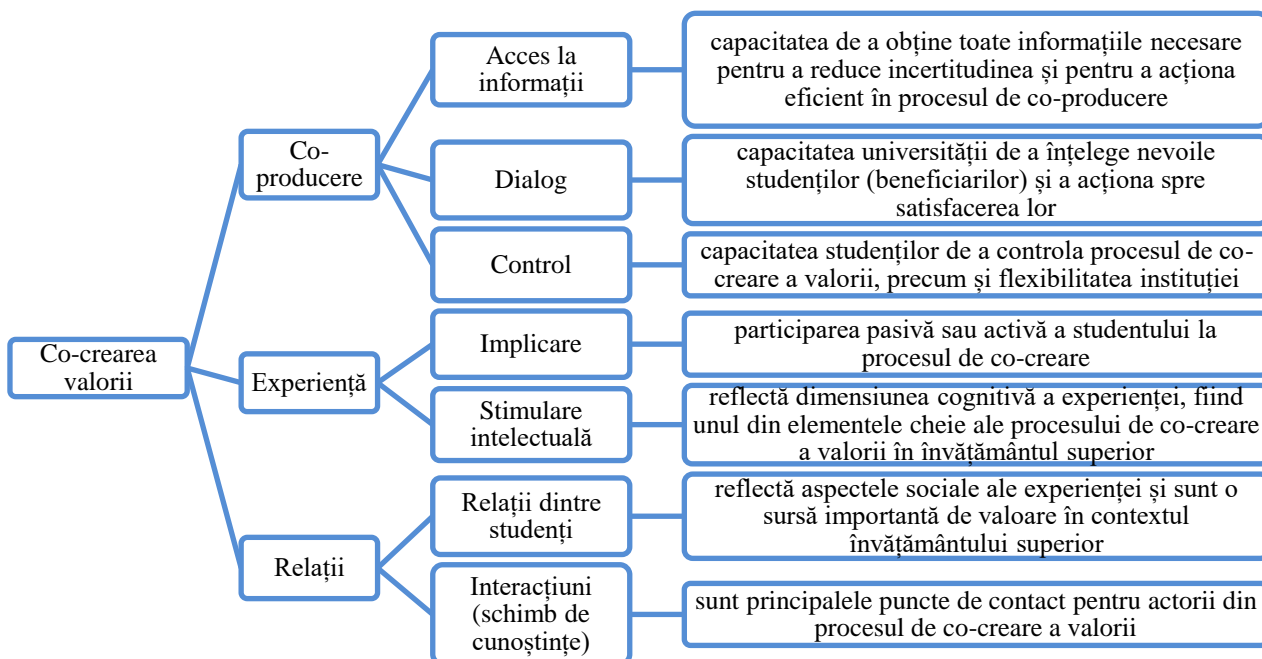 Co-crearea
valorii
Co-
producere
Acces la
informații
capacitatea de a obține toate informațiile necesare
pentru a reduce incertitudinea și pentru a acționa
eficient în procesul de co-producere
Dialog
capacitatea universității de a înțelege nevoile
studenților (beneficiarilor) și a acționa spre
satisfacerea lor
Control
capacitatea studenților de a controla procesul de co-
creare a valorii, precum și flexibilitatea instituției
Experiență
Implicare
participarea pasivă sau activă a studentului la
procesul de co-creare
Stimulare
intelectuală
reflectă dimensiunea cognitivă a experienței, fiind
unul din elementele cheie ale procesului de co-creare
a valorii în învățământul superior
Relații
Relații dintre
studenți
reflectă aspectele sociale ale experienței și sunt o
sursă importantă de valoare în contextul
învățământului superior
Interacțiuni
(schimb de
cunoștințe)
sunt principalele puncte de contact pentru actorii din
procesul de co-creare a valorii